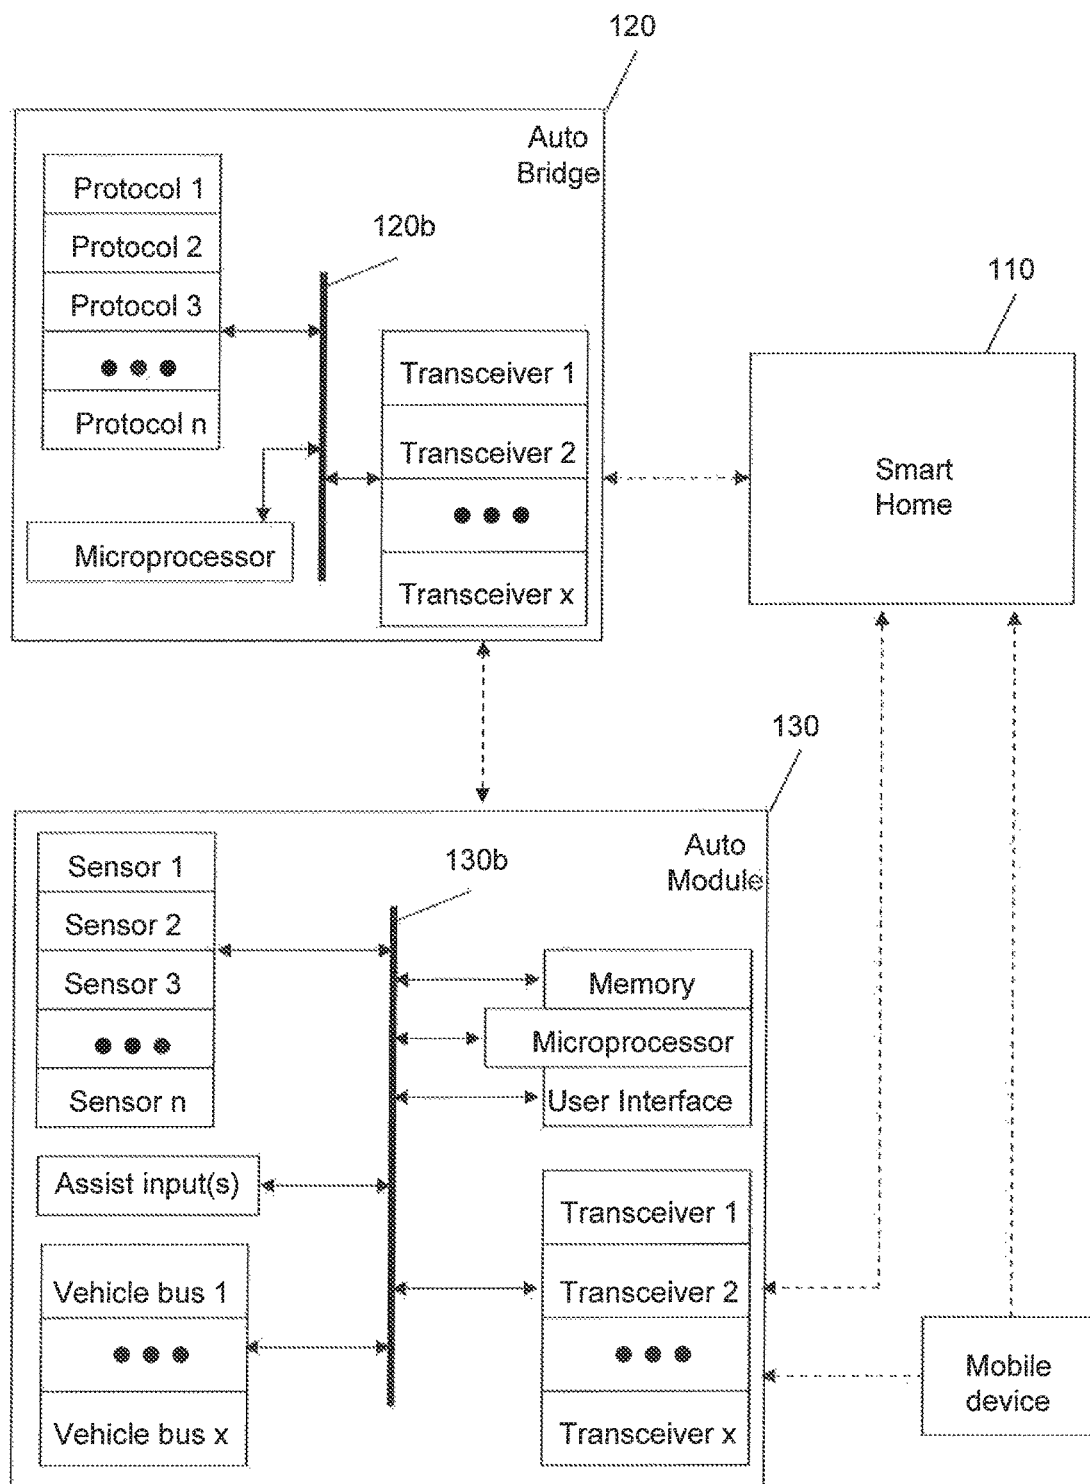 120
Auto
Bridge
Protocol 1
Protocol 2
Protocol 3
Protocol n
120b
Microprocessor
Transceiver 1
Transceiver 2
Transceiver x
110
Smart
Home
130
Auto
Module
Sensor 1
Sensor 2
Sensor 3
Sensor n
130b
Memory
Microprocessor
User Interface
Assist input(s)
Transceiver 1
Transceiver 2
Transceiver x
Vehicle bus 1
Vehicle bus x
Mobile
device